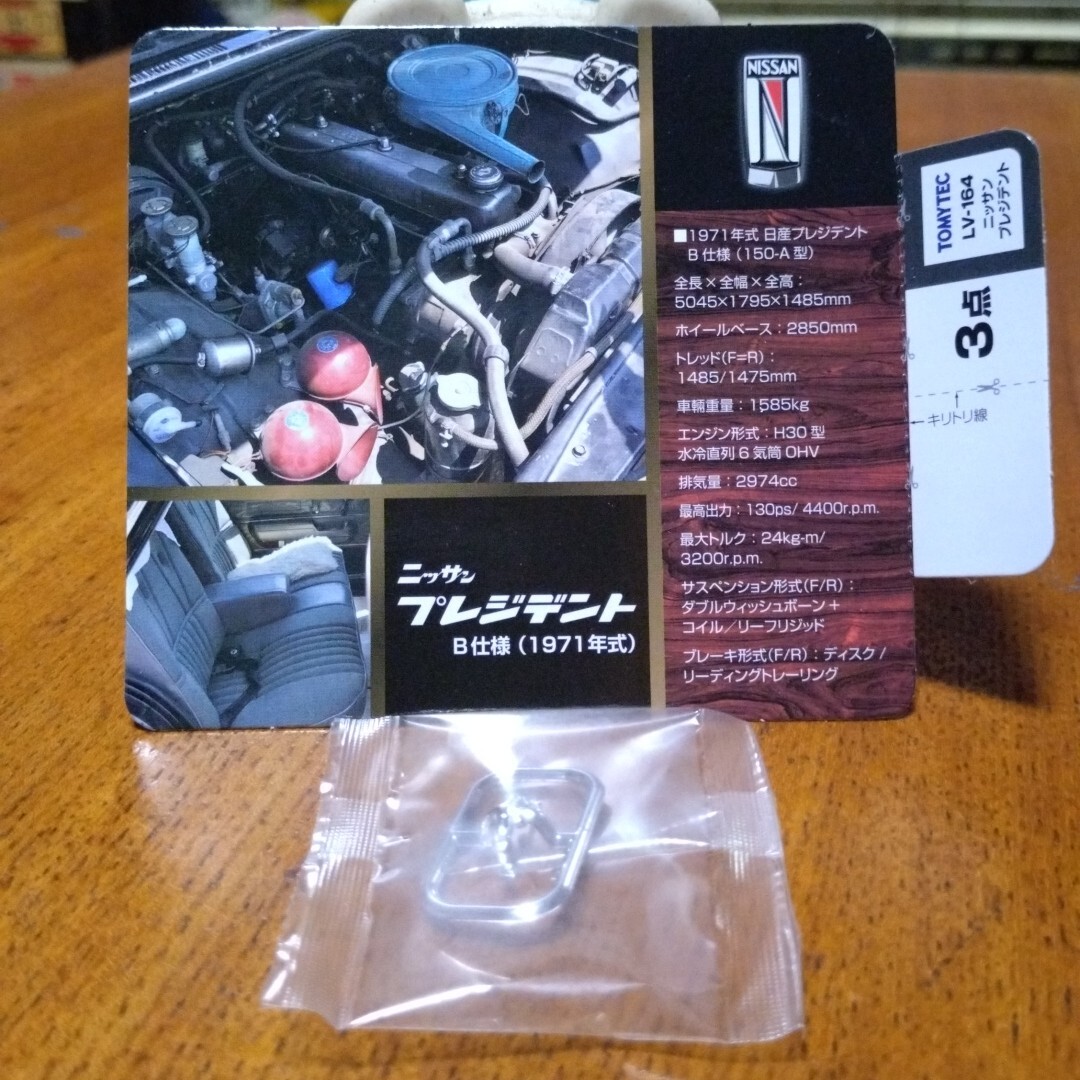 NISSAN
■1971年式 日産プレジデント
B仕様（150-A型）
全長×全幅×全高：
5045×1795×1485mm
ホイールベース：2850mm
トレッド(F=R)：
1485/1475mm
車輌重量：1585kg
エンジン形式：H30型
水冷直列6気筒OHV
排気量：2974cc
最高出力：130ps/ 4400r.p.m.
最大トルク：24kg-m/
3200r.p.m.
サスペンション形式(F/R)：
ダブルウィッシュボーン+
コイル／リーフリジッド
ブレーキ形式(F/R)：ディスク/
リーディングトレーリング
ニッサン
プレジデント
B仕様（1971年式）
TOMYTEC
LV-164
ニッサン
プレジデント
3点
キリトリ線